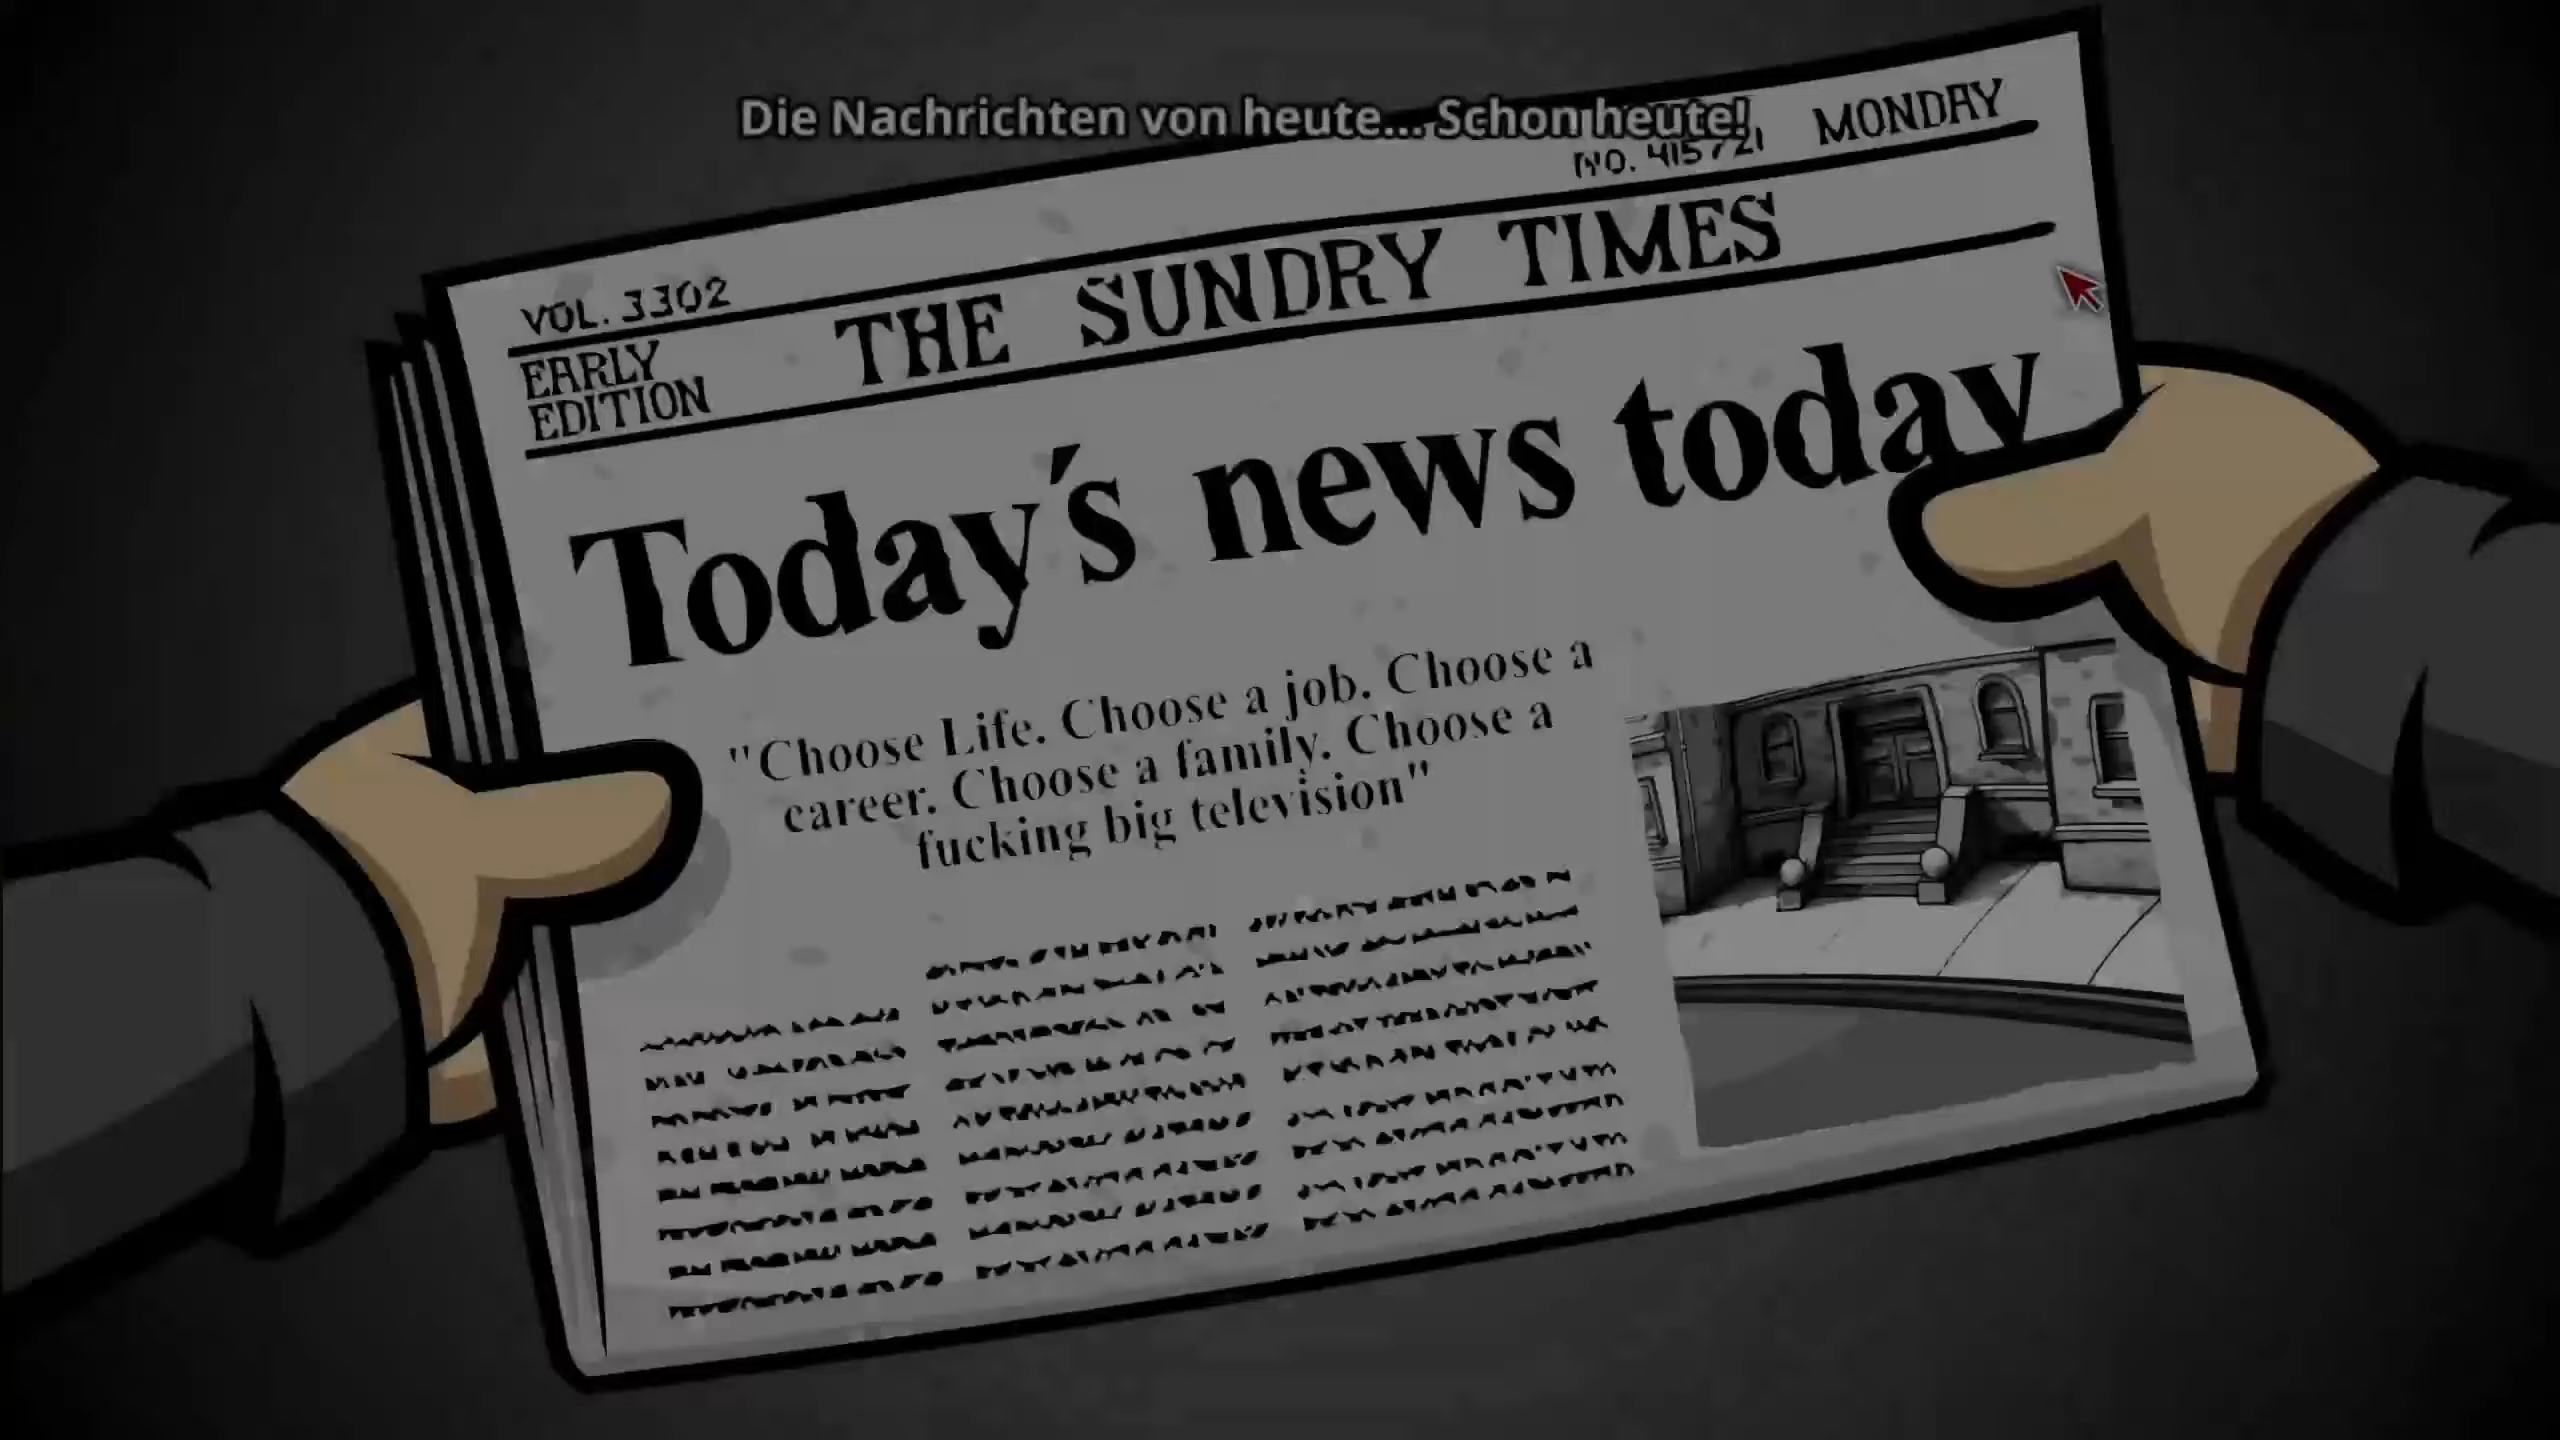 Die Nachrichten von heute... Schon heute!
NO. 415721
MONDAY
VOL. 3302
THE SUNDRY TIMES
EARLY
EDITION
Today's news today
"Choose Life. Choose a job. Choose a
career. Choose a family. Choose a
fucking big television"